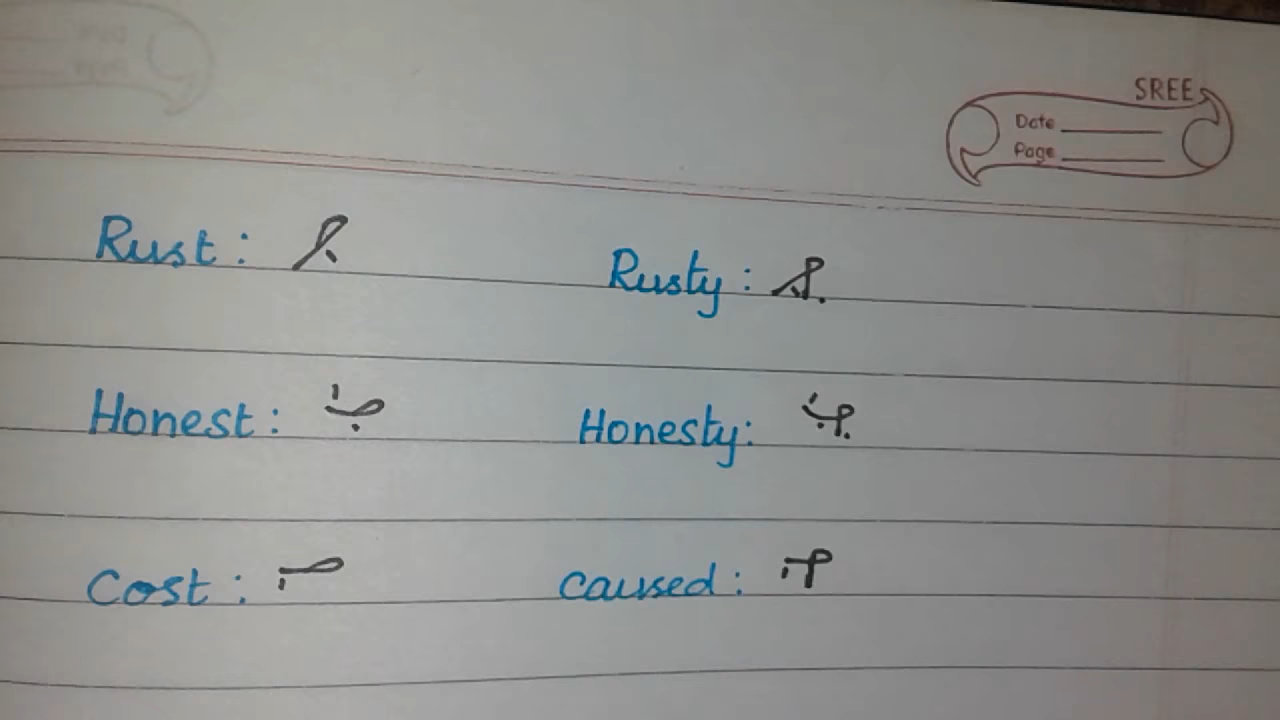 SREE
Date
Page
Rust : Rusty :
Honest : Honesty:
Cost : caused :